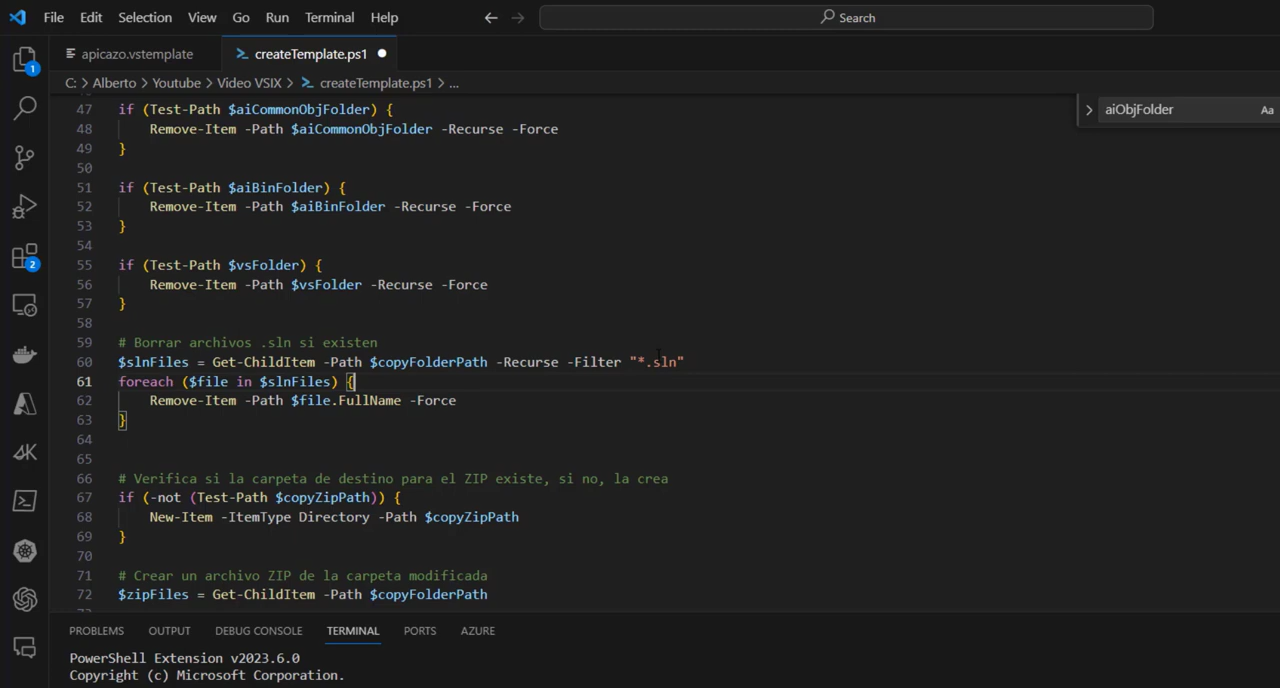 File Edit Selection View Go Run Terminal Help Search
1 apicazo.vstemplate createTemplate.ps1
C: > Alberto > Youtube > Video VSIX > createTemplate.ps1 > ...
aiObjFolder Aa
47 if (Test-Path $aiCommonObjFolder) {
48 Remove-Item -Path $aiCommonObjFolder -Recurse -Force
49 }
50
51 if (Test-Path $aiBinFolder) {
52 Remove-Item -Path $aiBinFolder -Recurse -Force
53 }
54
55 if (Test-Path $vsFolder) {
56 Remove-Item -Path $vsFolder -Recurse -Force
57 }
58
59 # Borrar archivos .sln si existen
60 $slnFiles = Get-ChildItem -Path $copyFolderPath -Recurse -Filter "*.sln"
61 foreach ($file in $slnFiles) {
62 Remove-Item -Path $file.FullName -Force
63 }
64
65
66 # Verifica si la carpeta de destino para el ZIP existe, si no, la crea
67 if (-not (Test-Path $copyZipPath)) {
68 New-Item -ItemType Directory -Path $copyZipPath
69 }
70
71 # Crear un archivo ZIP de la carpeta modificada
72 $zipFiles = Get-ChildItem -Path $copyFolderPath
2
4K
PROBLEMS OUTPUT DEBUG CONSOLE TERMINAL PORTS AZURE
PowerShell Extension v2023.6.0
Copyright (c) Microsoft Corporation.